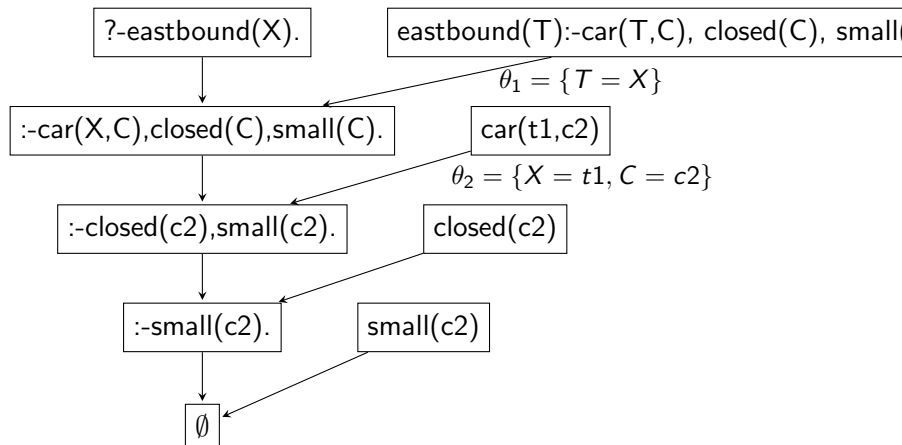 ?-eastbound(X).
eastbound(T):-car(T,C), closed(C), small(
θ₁ = {T = X}
:-car(X,C),closed(C),small(C).
car(t1,c2)
θ₂ = {X = t1, C = c2}
:-closed(c2),small(c2).
closed(c2)
:-small(c2).
small(c2)
∅